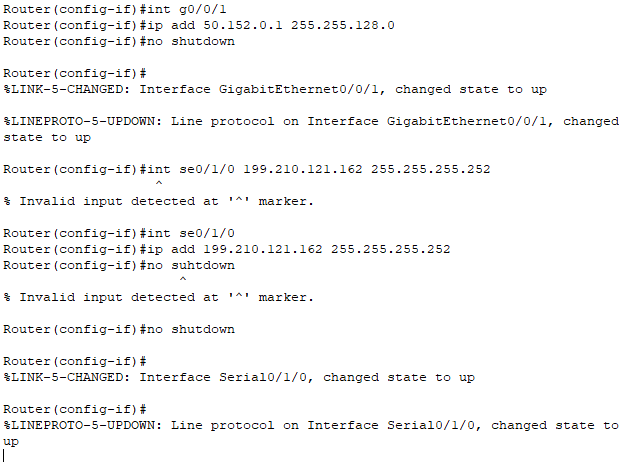 Router(config-if)#int g0/0/1
Router(config-if)#ip add 50.152.0.1 255.255.128.0
Router(config-if)#no shutdown
Router(config-if)#
%LINK-5-CHANGED: Interface GigabitEthernet0/0/1, changed state to up
%LINEPROTO-5-UPDOWN: Line protocol on Interface GigabitEthernet0/0/1, changed
state to up
Router(config-if)#int se0/1/0 199.210.121.162 255.255.255.252
^
% Invalid input detected at '^' marker.
Router(config-if)#int se0/1/0
Router(config-if)#ip add 199.210.121.162 255.255.255.252
Router(config-if)#no suhtdown
^
% Invalid input detected at '^' marker.
Router(config-if)#no shutdown
Router(config-if)#
%LINK-5-CHANGED: Interface Serial0/1/0, changed state to up
Router(config-if)#
%LINEPROTO-5-UPDOWN: Line protocol on Interface Serial0/1/0, changed state to
up